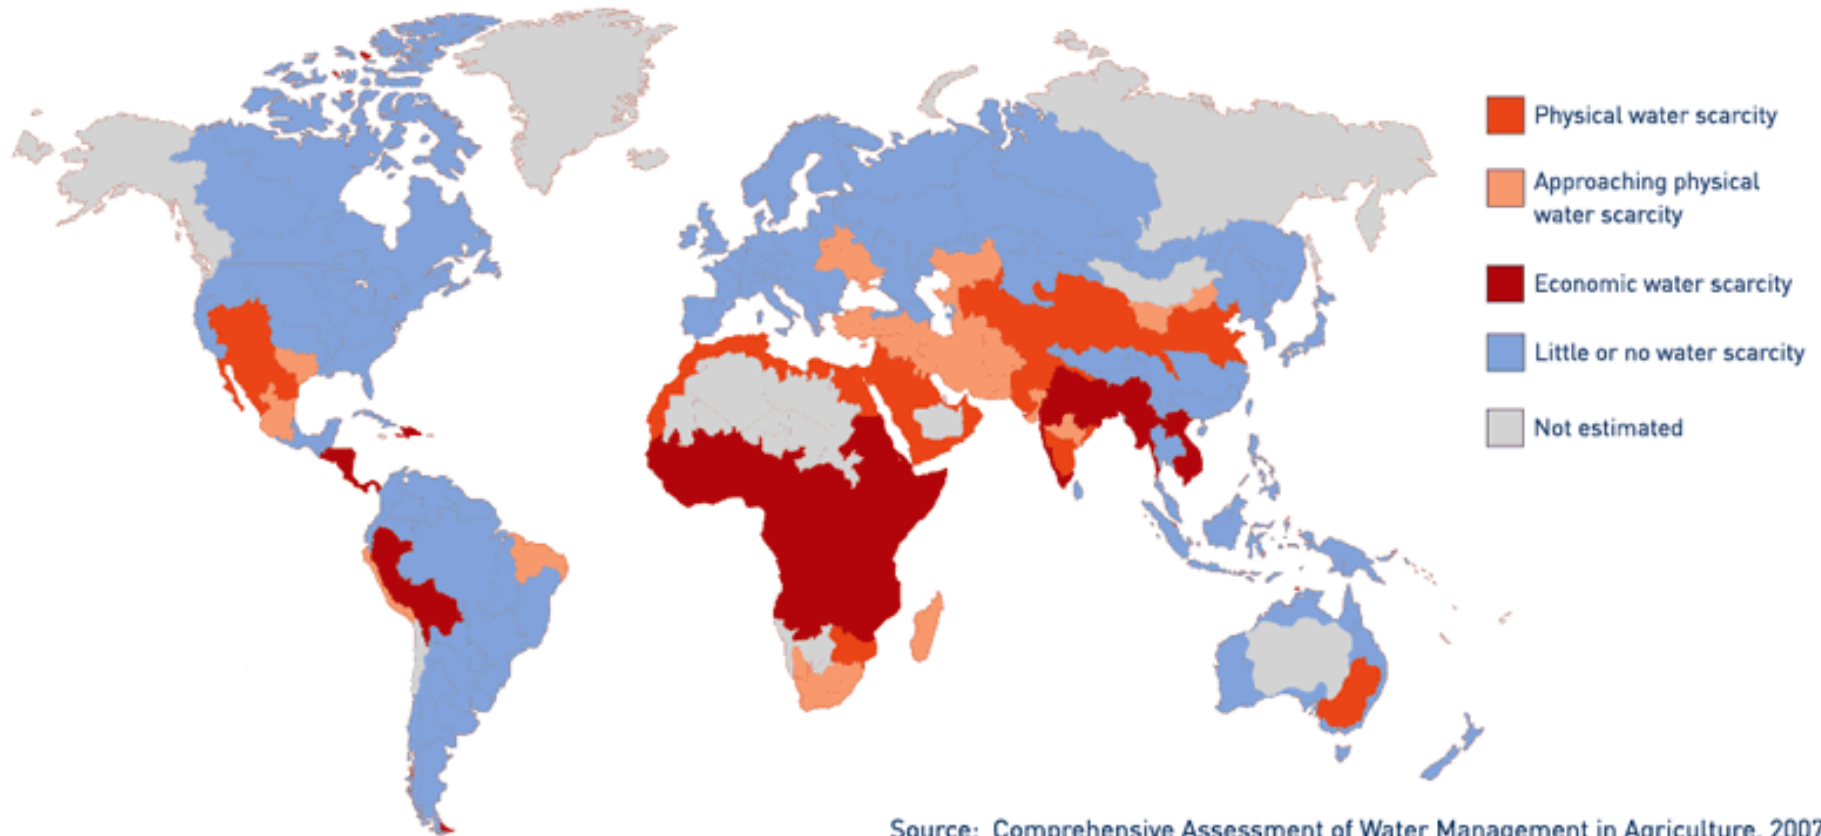 Physical water scarcity
Approaching physical
water scarcity
Economic water scarcity
Little or no water scarcity
Not estimated
Source: Comprehensive Assessment of Water Management in Agriculture, 2007